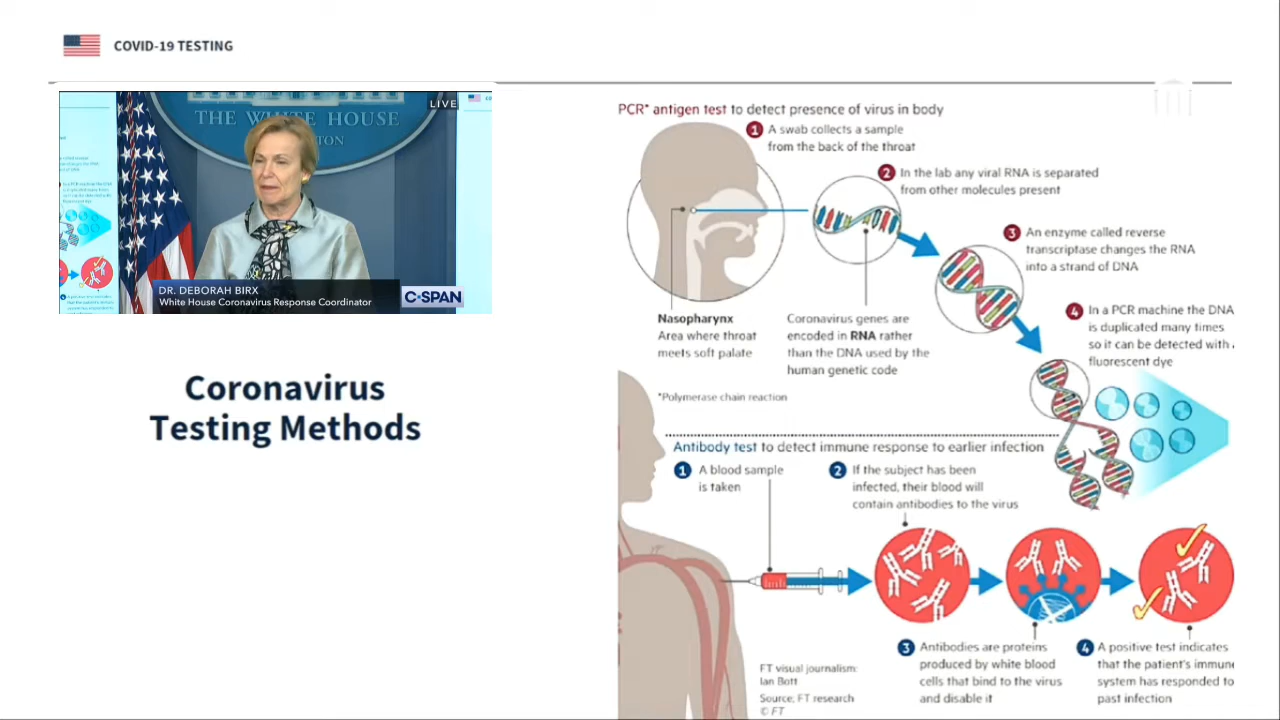 COVID-19 TESTING
LIVE
THE WHITE HOUSE
TON
DR. DEBORAH BIRX
White House Coronavirus Response Coordinator
C-SPAN
Coronavirus
Testing Methods
PCR* antigen test to detect presence of virus in body
1 A swab collects a sample
from the back of the throat
2 In the lab any viral RNA is separated
from other molecules present
3 An enzyme called reverse
transcriptase changes the RNA
into a strand of DNA
4 In a PCR machine the DNA
is duplicated many times
so it can be detected with
fluorescent dye
Nasopharynx
Area where throat
meets soft palate
Coronavirus genes are
encoded in RNA rather
than the DNA used by the
human genetic code
*Polymerase chain reaction
Antibody test to detect immune response to earlier infection
1 A blood sample
is taken
2 If the subject has been
infected, their blood will
contain antibodies to the virus
3 Antibodies are proteins
produced by white blood
cells that bind to the virus
and disable it
4 A positive test indicates
that the patient's immune
system has responded to
past infection
FT visual journalism:
Ian Bott
Source: FT research
© FT